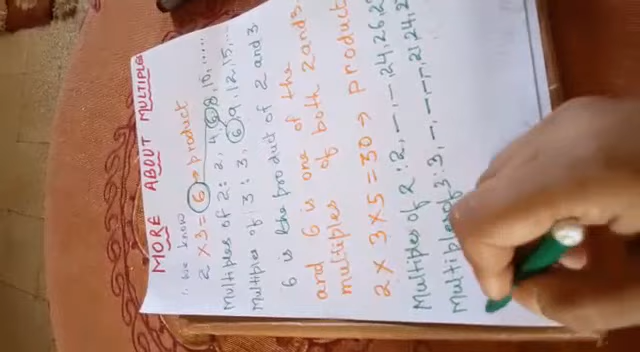 MORE ABOUT MULTIPLE
1. We know
2 x 3 = 6 → product
Multiples of 2: 2, 4, 6, 8, 10, .....
Multiples of 3: 3, 6, 9, 12, 15, ...
6 is the product of 2 and 3.
and 6 is one of the
multiples of both 2 and 3.
2 x 3 x 5 = 30 → product
Multiples of 2: 2, -, -, - 24, 26, 2
Multiples of 3: 3, -, --- 21, 24, 2